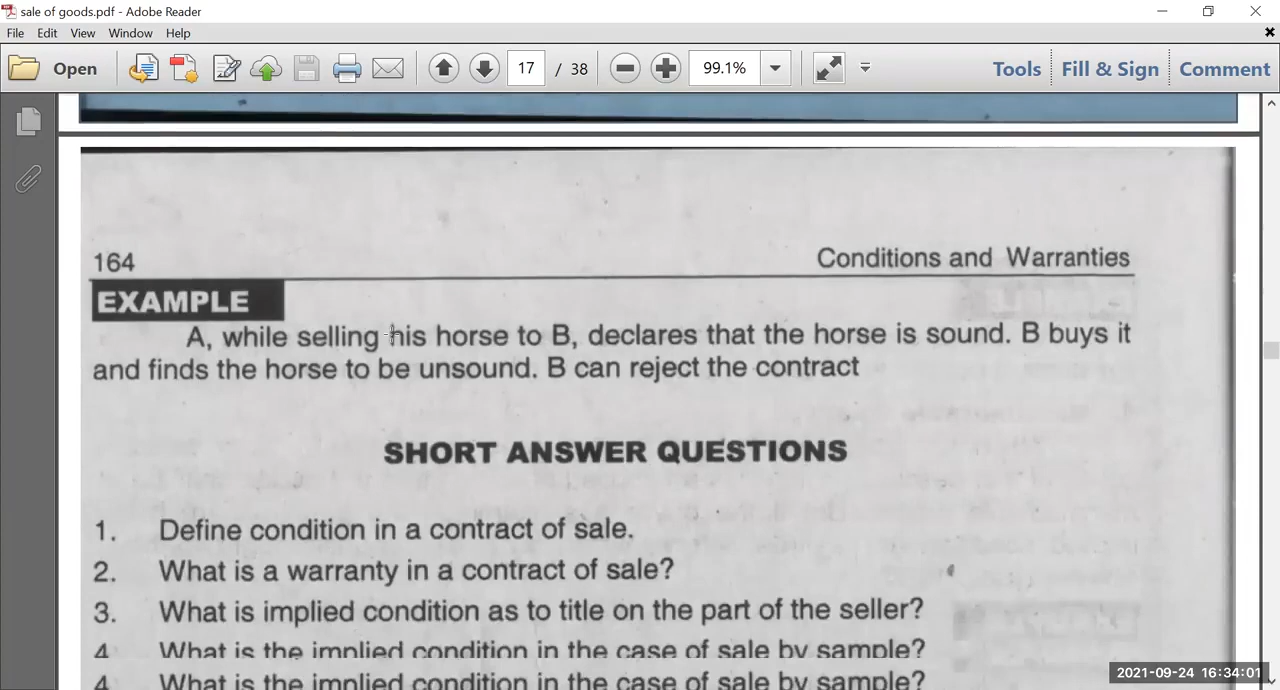 sale of goods.pdf - Adobe Reader
File Edit View Window Help
Open 17 / 38 99.1% Tools Fill & Sign Comment
164 Conditions and Warranties
EXAMPLE
A, while selling his horse to B, declares that the horse is sound. B buys it
and finds the horse to be unsound. B can reject the contract
SHORT ANSWER QUESTIONS
1. Define condition in a contract of sale.
2. What is a warranty in a contract of sale?
3. What is implied condition as to title on the part of the seller?
4 What is the implied condition in the case of sale by sample?
4 What is the implied condition in the case of sale by sample?
2021-09-24 16:34:01